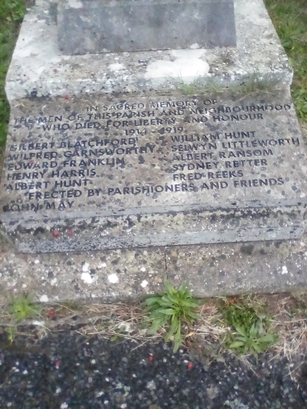 IN SACRED MEMORY OF
THE MEN OF THIS PARISH AND NEIGHBOURHOOD
WHO DIED FOR LIBERTY AND HONOUR
1914-1919.
GILBERT BLATCHFORD
WILFRED CARNSWORTHY
EDWARD FRANKLIN
HENRY HARRIS
ALBERT HUNT
JOHN MAY
WILLIAM HUNT
SELWYN LITTLEWORTH
ALBERT RANSOM
SYDNEY RETTER
FRED REEKS
ERECTED BY PARISHIONERS AND FRIENDS